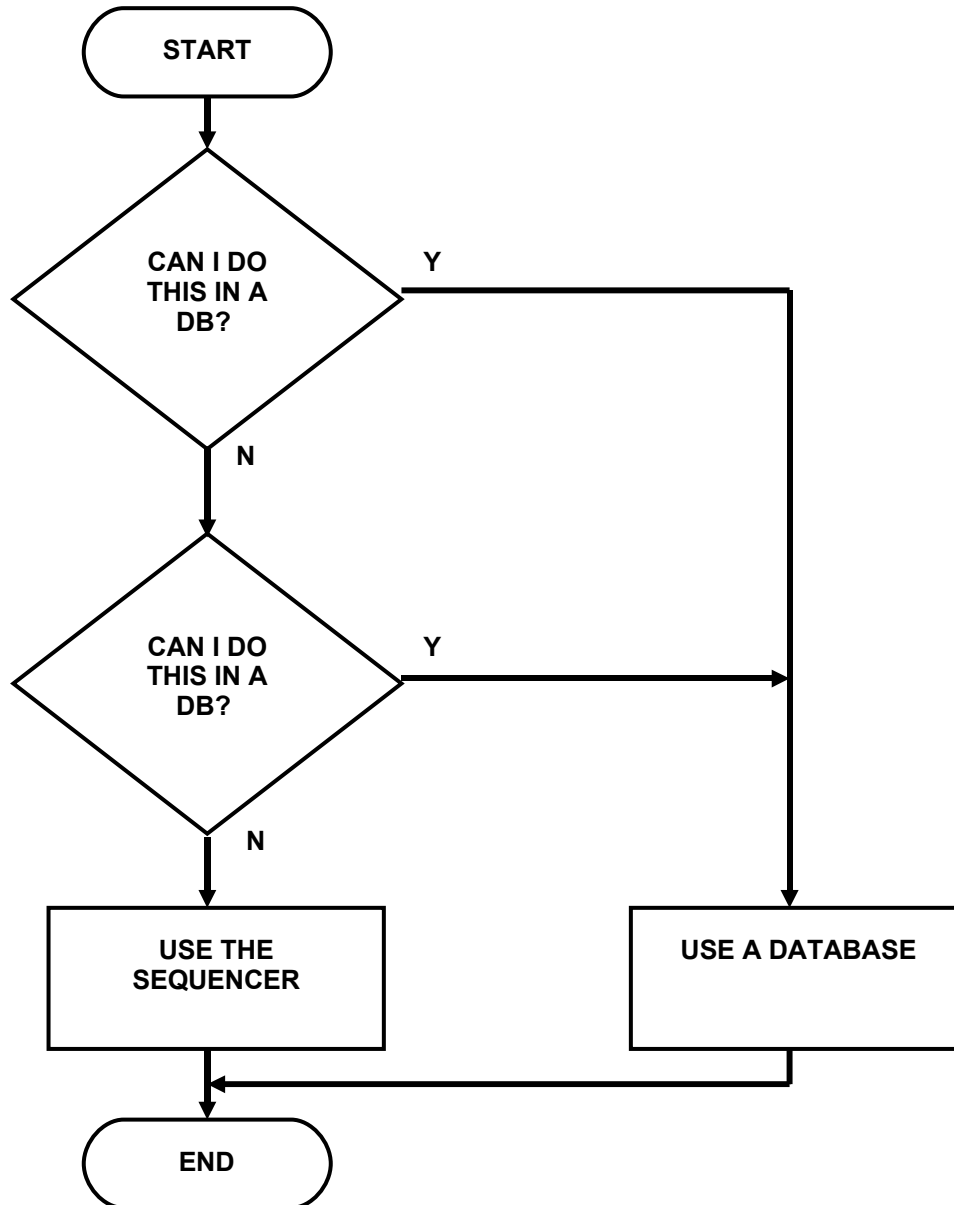 START
CAN I DO
THIS IN A
DB?
Y
N
CAN I DO
THIS IN A
DB?
Y
N
USE THE
SEQUENCER
USE A DATABASE
END